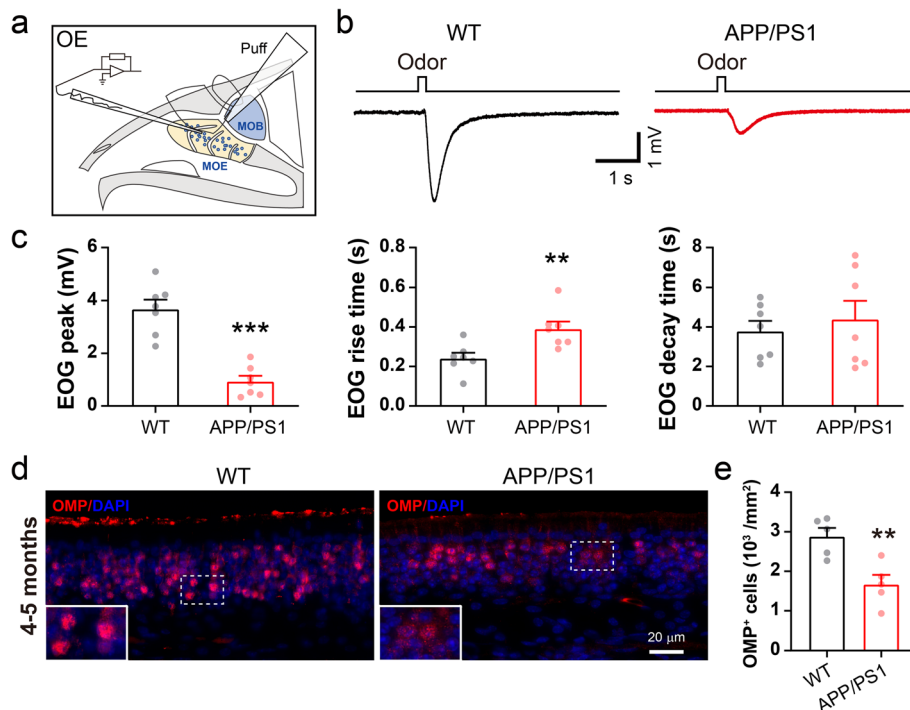 a
OE
Puff
MOB
MOE
b
WT
APP/PS1
Odor
Odor
1 s
1 mV
c
EOG peak (mV)
6
4
2
0
***
WT
APP/PS1
EOG rise time (s)
0.8
0.6
0.4
0.2
0.0
**
WT
APP/PS1
EOG decay time (s)
8
6
4
2
0
WT
APP/PS1
d
WT
APP/PS1
4-5 months
OMP/DAPI
OMP/DAPI
20 μm
e
OMP⁺ cells (10³ /mm²)
4
3
2
1
0
**
WT
APP/PS1